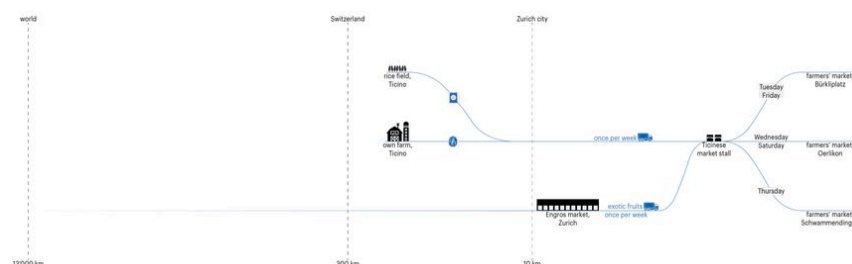 world
Switzerland
Zurich city
rice field,
Ticino
own farm,
Ticino
once per week
Ticinese
market stall
Tuesday
Friday
farmers' market
Bürkliplatz
Wednesday
Saturday
farmers' market
Oerlikon
Engros market,
Zurich
exotic fruits
once per week
Thursday
farmers' market
Schwammending
300 km
10 km